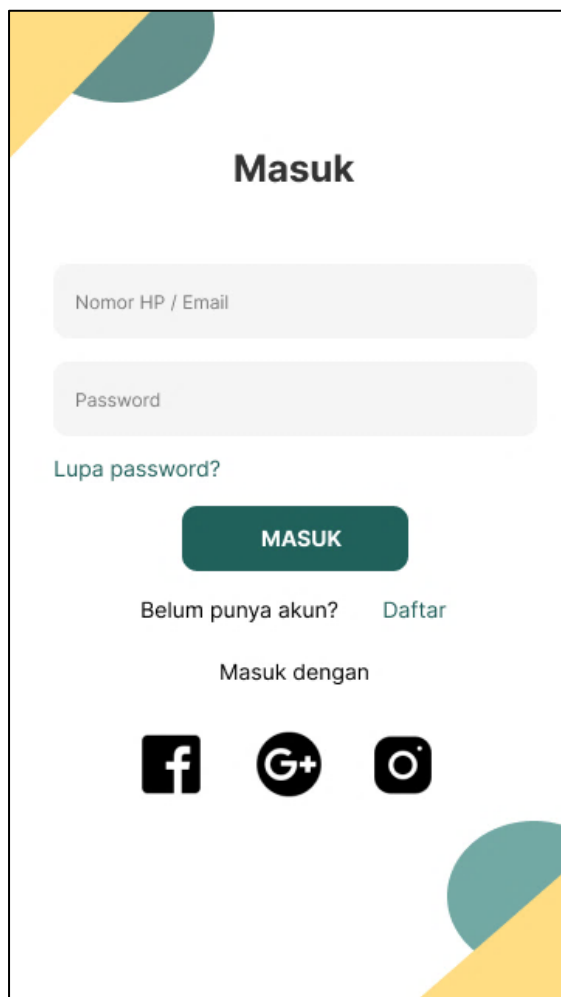 Masuk
Nomor HP / Email
Password
Lupa password?
MASUK
Belum punya akun? Daftar
Masuk dengan
f G+